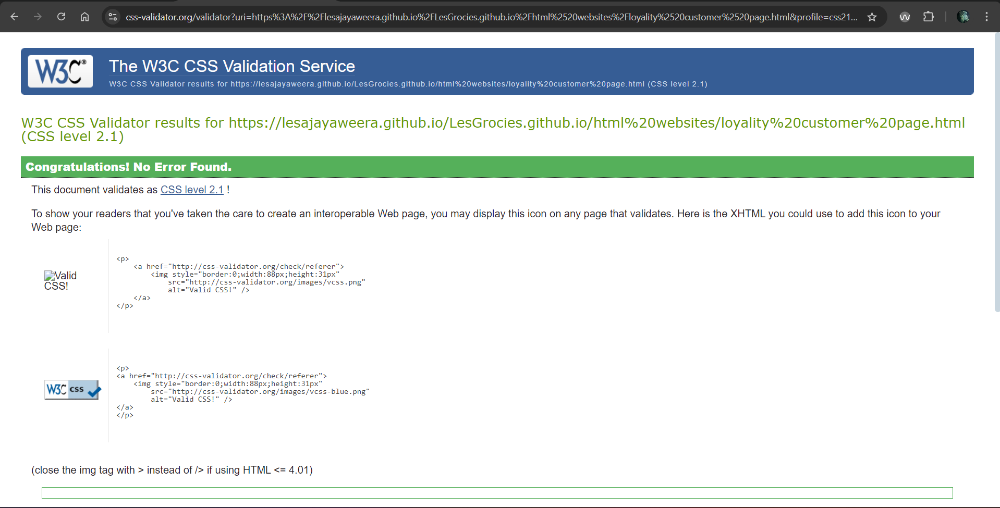 css-validator.org/validator?uri=https%3A%2F%2Flesajayaweera.github.io%2FLesGrocies.github.io%2Fhtml%2520websites%2Floyality%2520customer%2520page.html&profile=css21...
W3C®
The W3C CSS Validation Service
W3C CSS Validator results for https://lesajayaweera.github.io/LesGrocies.github.io/html%20websites/loyality%20customer%20page.html (CSS level 2.1)
W3C CSS Validator results for https://lesajayaweera.github.io/LesGrocies.github.io/html%20websites/loyality%20customer%20page.html
(CSS level 2.1)
Congratulations! No Error Found.
This document validates as CSS level 2.1 !
To show your readers that you've taken the care to create an interoperable Web page, you may display this icon on any page that validates. Here is the XHTML you could use to add this icon to your
Web page:
Valid
CSS!
<p>
    <a href="http://css-validator.org/check/referer">
        <img style="border:0;width:88px;height:31px"
            src="http://css-validator.org/images/vcss.png"
            alt="Valid CSS!" />
    </a>
</p>
W3C css
<p>
<a href="http://css-validator.org/check/referer">
    <img style="border:0;width:88px;height:31px"
        src="http://css-validator.org/images/vcss-blue.png"
        alt="Valid CSS!" />
</a>
</p>
(close the img tag with > instead of /> if using HTML <= 4.01)